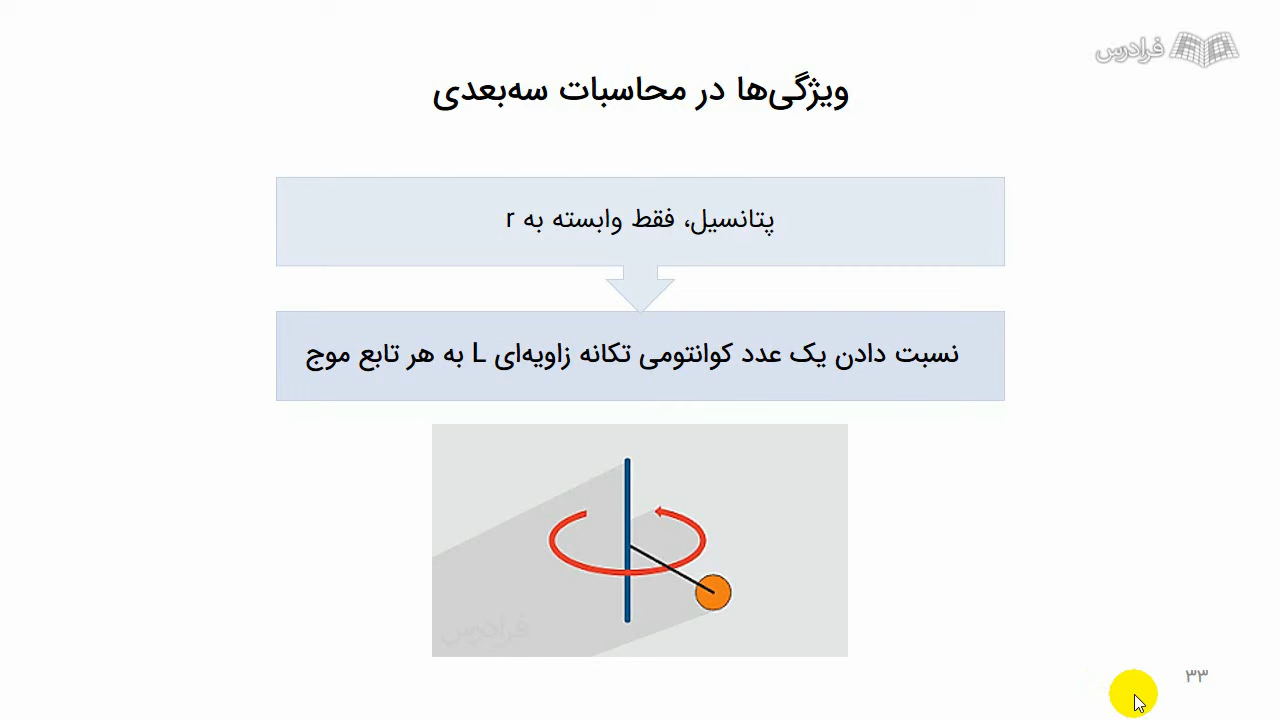 فرادرس
ویژگی‌ها در محاسبات سه‌بعدی
پتانسیل، فقط وابسته به r
نسبت دادن یک عدد کوانتومی تکانه زاویه‌ای L به هر تابع موج
فرادرس
۳۳